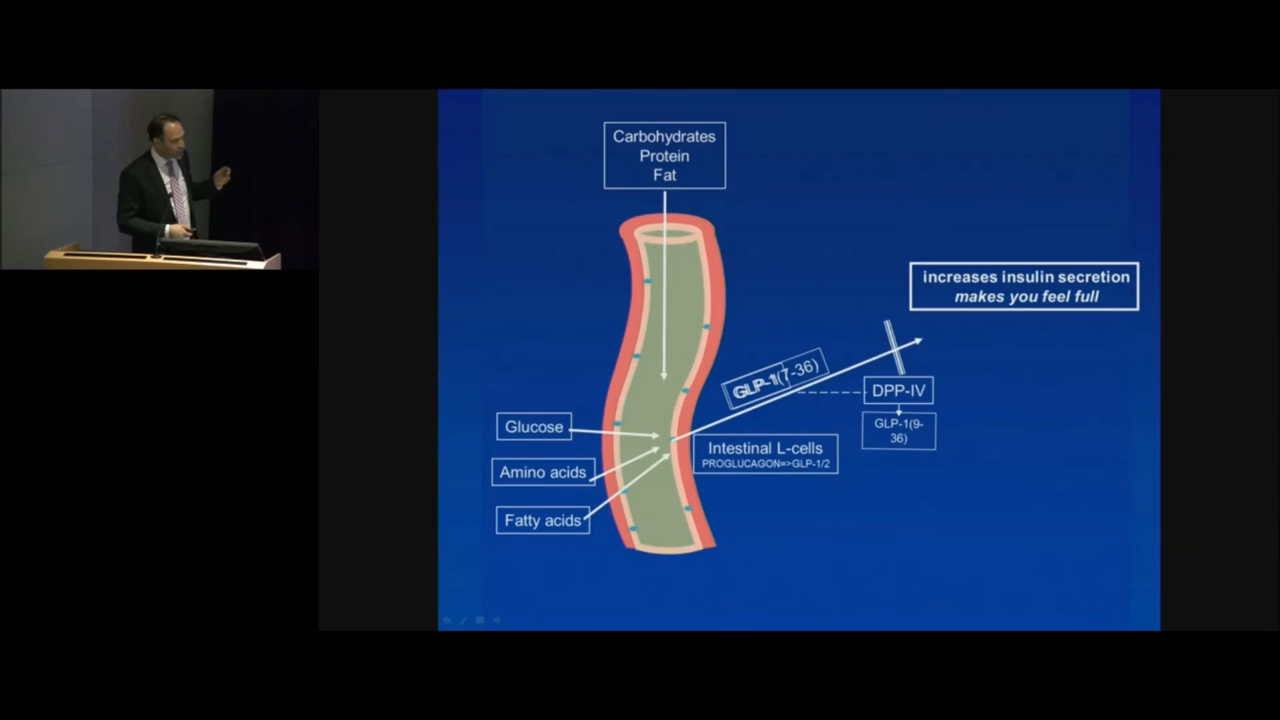 Carbohydrates
Protein
Fat
increases insulin secretion
makes you feel full
GLP-1(7-36)
DPP-IV
GLP-1(9-
36)
Glucose
Intestinal L-cells
PROGLUCAGON=>GLP-1/2
Amino acids
Fatty acids